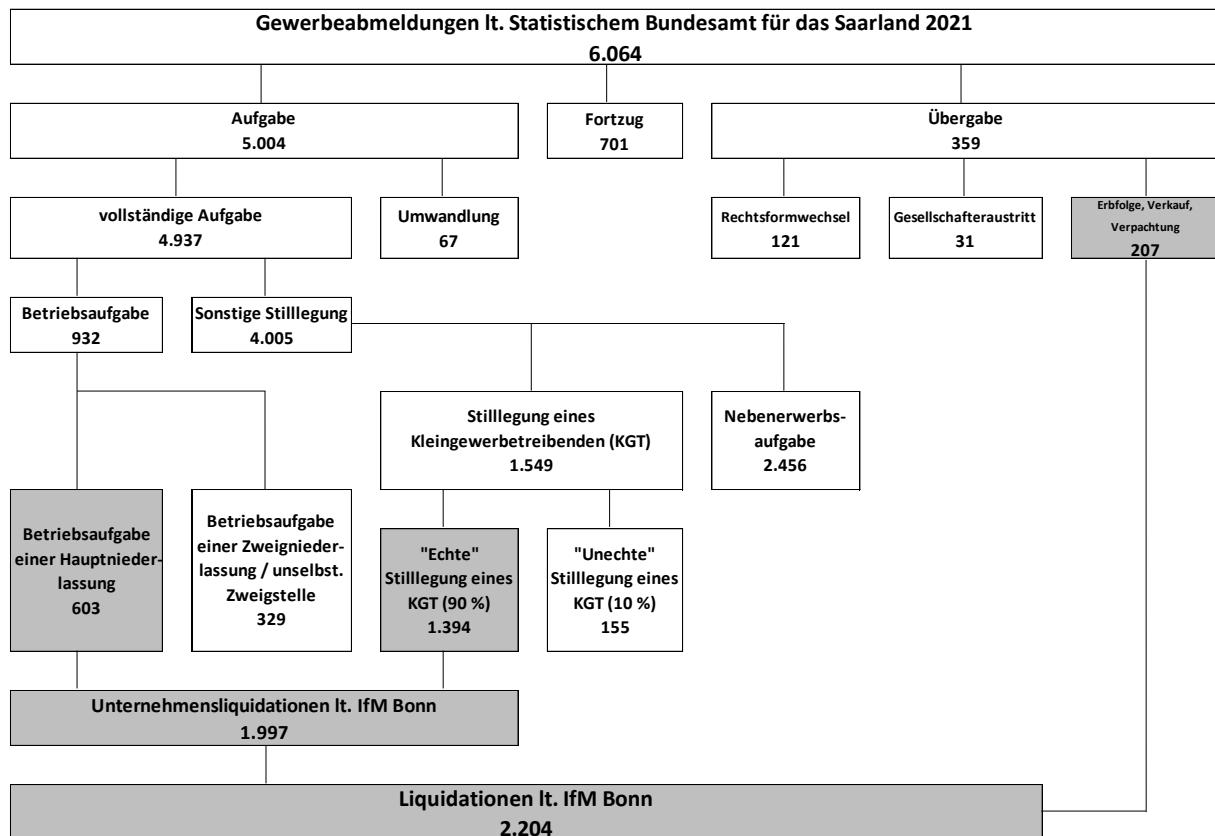 Gewerbeabmeldungen lt. Statistischem Bundesamt für das Saarland 2021
6.064
Aufgabe
5.004
Fortzug
701
Übergabe
359
vollständige Aufgabe
4.937
Umwandlung
67
Rechtsformwechsel
121
Gesellschafteraustritt
31
Erbfolge, Verkauf,
Verpachtung
207
Betriebsaufgabe
932
Sonstige Stilllegung
4.005
Stilllegung eines
Kleingewerbetreibenden (KGT)
1.549
Nebenerwerbs-
aufgabe
2.456
Betriebsaufgabe
einer Hauptnieder-
lassung
603
Betriebsaufgabe
einer Zweignieder-
lassung / unselbst.
Zweigstelle
329
"Echte"
Stilllegung eines
KGT (90 %)
1.394
"Unechte"
Stilllegung eines
KGT (10 %)
155
Unternehmensliquidationen lt. IfM Bonn
1.997
Liquidationen lt. IfM Bonn
2.204